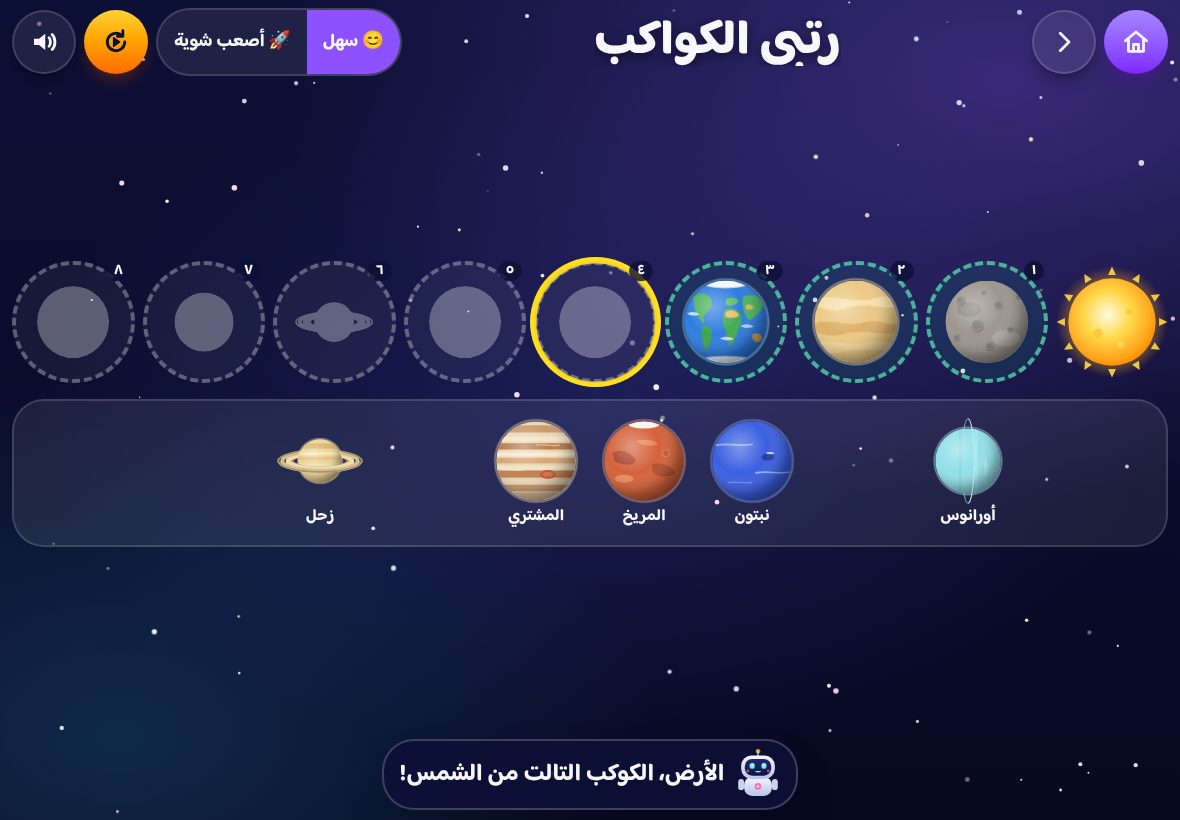 رتبي الكواكب
😊 سهل
🚀 أصعب شوية
١
٢
٣
٤
٥
٦
٧
٨
أورانوس
نبتون
المريخ
المشتري
زحل
الأرض، الكوكب التالت من الشمس!